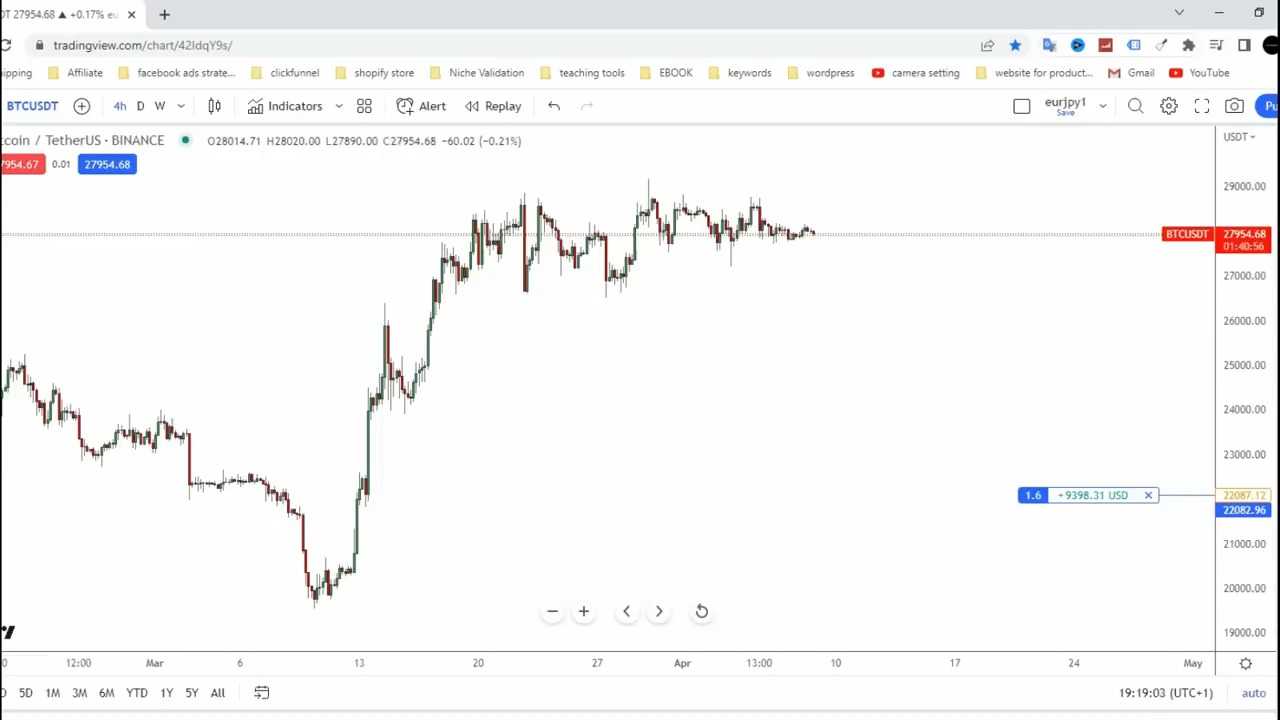 DT 27954.68 ▲ +0.17% eu
tradingview.com/chart/42IdqY9s/
ipping Affiliate facebook ads strate... clickfunnel shopify store Niche Validation teaching tools EBOOK keywords wordpress camera setting website for product... Gmail YouTube
BTCUSDT 4h D W Indicators Alert Replay eurjpy1 Save Pu
tcoin / TetherUS · BINANCE O28014.71 H28020.00 L27890.00 C27954.68 −60.02 (−0.21%) USDT
7954.67 0.01 27954.68
29000.00
BTCUSDT 27954.68
01:40:56
27000.00
26000.00
25000.00
24000.00
23000.00
1.6 +9398.31 USD 22087.12
22082.96
21000.00
20000.00
19000.00
0 12:00 Mar 6 13 20 27 Apr 13:00 10 17 24 May
D 5D 1M 3M 6M YTD 1Y 5Y All 19:19:03 (UTC+1) auto